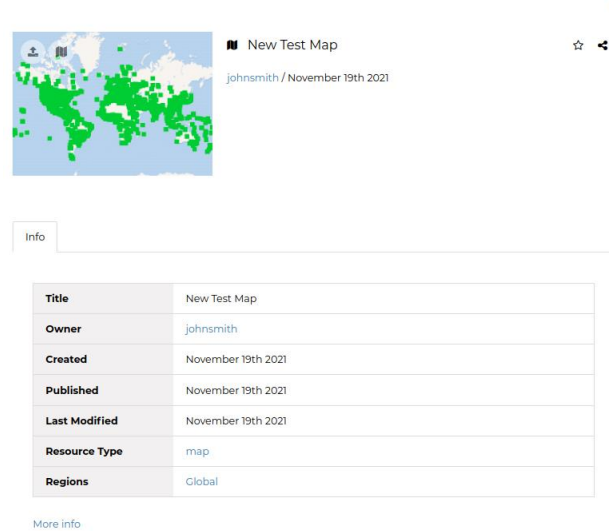 New Test Map
johnsmith / November 19th 2021
Info
Title New Test Map
Owner johnsmith
Created November 19th 2021
Published November 19th 2021
Last Modified November 19th 2021
Resource Type map
Regions Global
More info